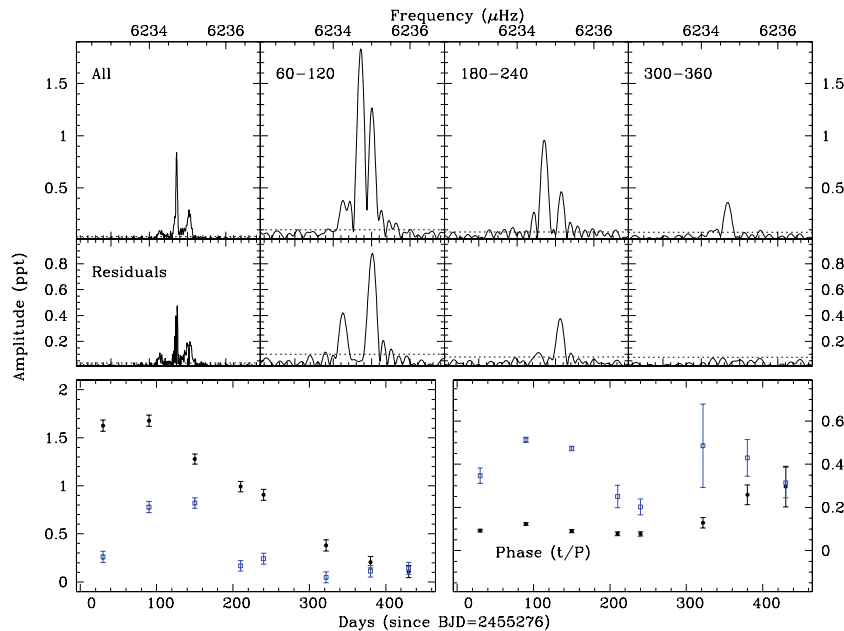 Frequency (μHz)
6234 6236 6234 6236 6234 6236 6234 6236
All 60−120 180−240 300−360
1.5 1.5
1 1
0.5 0.5
Residuals
0.8 0.8
0.6 0.6
0.4 0.4
0.2 0.2
Amplitude (ppt)
2
1.5
1
0.5
0
0.6
0.4
0.2
0
Phase (t/P)
0 100 200 300 400 0 100 200 300 400
Days (since BJD=2455276)